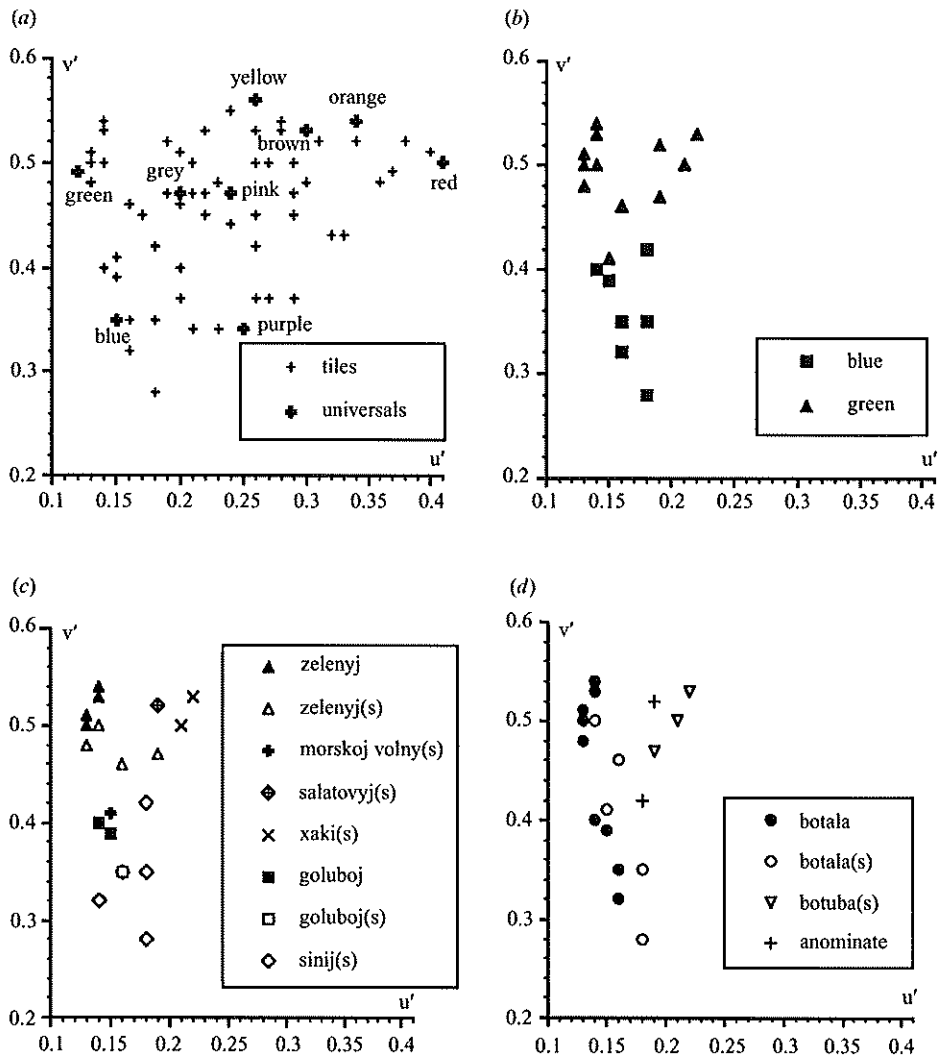 (a)
v′
0.6
0.5
0.4
0.3
0.2
yellow
orange
brown
grey
pink
red
green
blue
purple
tiles
universals
u′
0.1 0.15 0.2 0.25 0.3 0.35 0.4
(b)
v′
0.6
0.5
0.4
0.3
0.2
blue
green
u′
0.1 0.15 0.2 0.25 0.3 0.35 0.4
(c)
v′
0.6
0.5
0.4
0.3
0.2
zelenyj
zelenyj(s)
morskoj volny(s)
salatovyj(s)
xaki(s)
goluboj
goluboj(s)
sinij(s)
u′
0.1 0.15 0.2 0.25 0.3 0.35 0.4
(d)
v′
0.6
0.5
0.4
0.3
0.2
botala
botala(s)
botuba(s)
anominate
u′
0.1 0.15 0.2 0.25 0.3 0.35 0.4